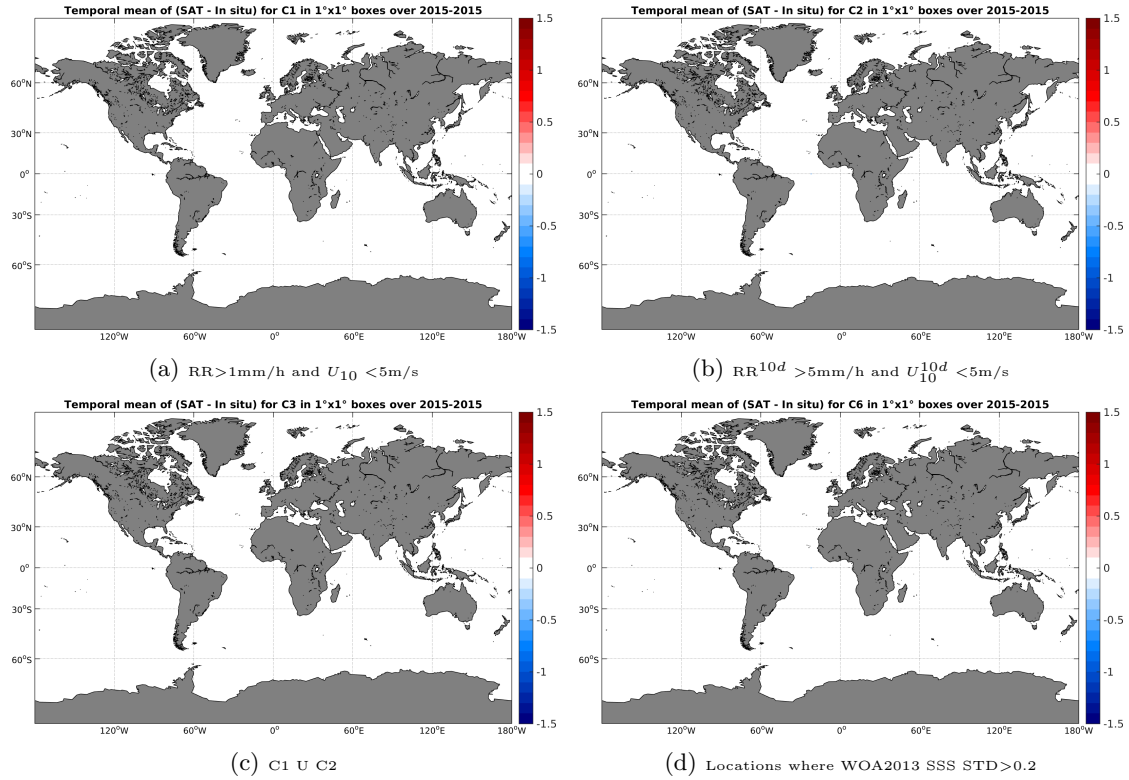 Temporal mean of (SAT - In situ) for C1 in 1°x1° boxes over 2015-2015
1.5
1
60°N
0.5
30°N
0°
0
30°S
-0.5
60°S
-1
-1.5
120°W 60°W 0° 60°E 120°E 180°W
(a) RR>1mm/h and U10 <5m/s
Temporal mean of (SAT - In situ) for C2 in 1°x1° boxes over 2015-2015
1.5
1
60°N
0.5
30°N
0°
0
30°S
-0.5
60°S
-1
-1.5
120°W 60°W 0° 60°E 120°E 180°W
(b) RR^10d >5mm/h and U10^10d <5m/s
Temporal mean of (SAT - In situ) for C3 in 1°x1° boxes over 2015-2015
1.5
1
60°N
0.5
30°N
0°
0
30°S
-0.5
60°S
-1
-1.5
120°W 60°W 0° 60°E 120°E 180°W
(c) C1 U C2
Temporal mean of (SAT - In situ) for C6 in 1°x1° boxes over 2015-2015
1.5
1
60°N
0.5
30°N
0°
0
30°S
-0.5
60°S
-1
-1.5
120°W 60°W 0° 60°E 120°E 180°W
(d) Locations where WOA2013 SSS STD>0.2